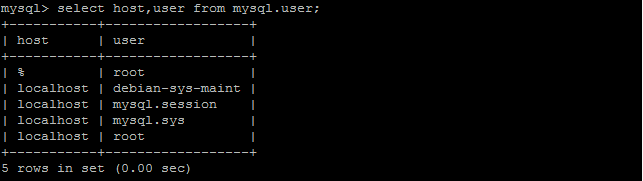 mysql> select host,user from mysql.user;
+-----------+------------------+
| host      | user             |
+-----------+------------------+
| %         | root             |
| localhost | debian-sys-maint |
| localhost | mysql.session    |
| localhost | mysql.sys        |
| localhost | root             |
+-----------+------------------+
5 rows in set (0.00 sec)